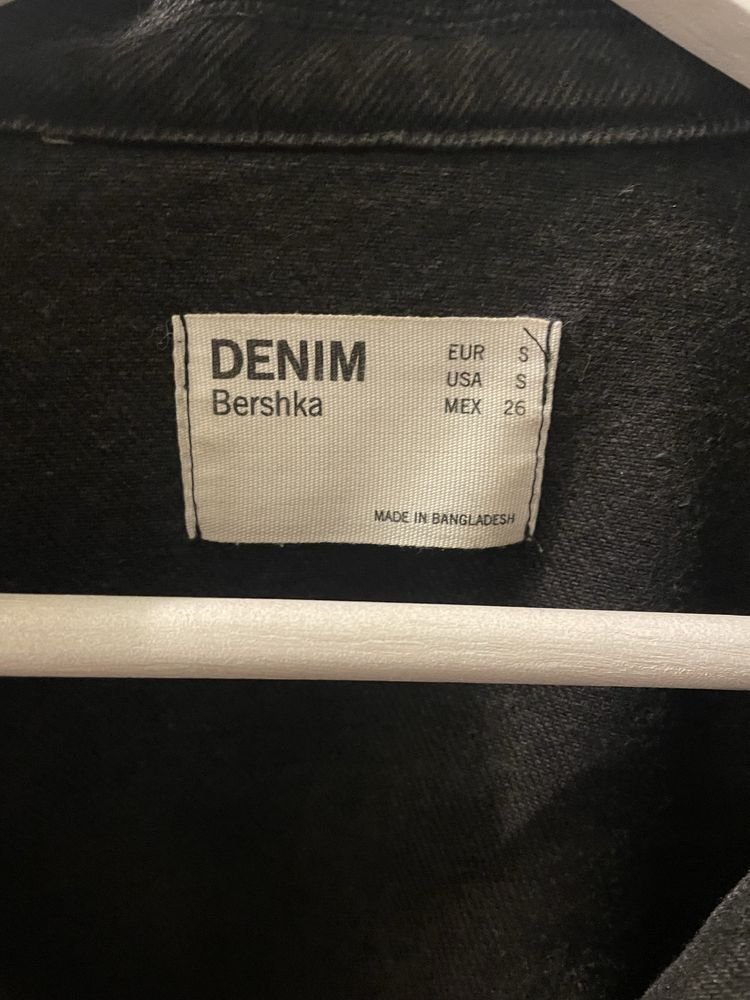 DENIM
Bershka
EUR S
USA S
MEX 26
MADE IN BANGLADESH